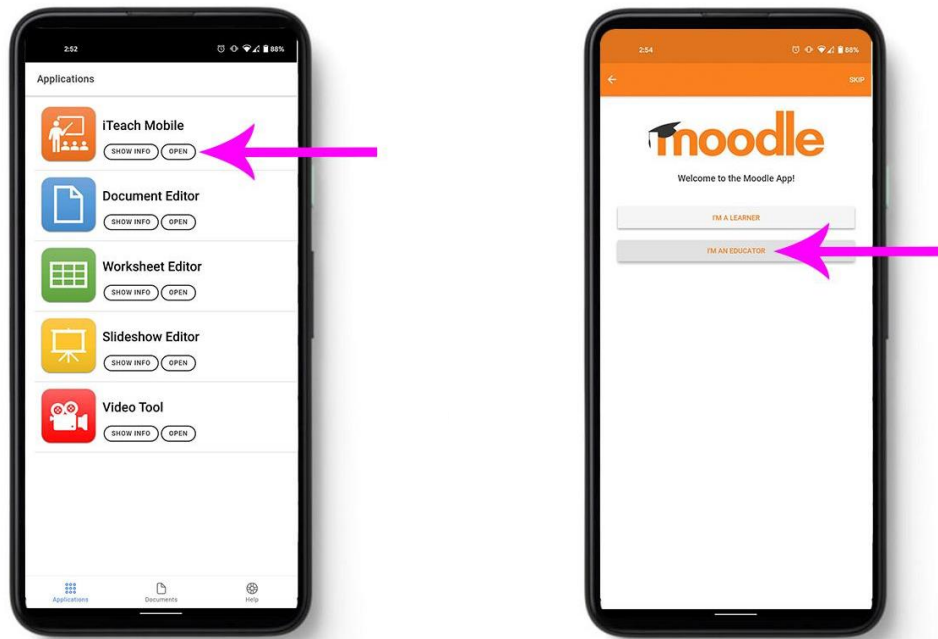 2:52
88%
Applications
iTeach Mobile
SHOW INFO
OPEN
Document Editor
SHOW INFO
OPEN
Worksheet Editor
SHOW INFO
OPEN
Slideshow Editor
SHOW INFO
OPEN
Video Tool
SHOW INFO
OPEN
Applications
Documents
Help
2:54
88%
SKIP
moodle
Welcome to the Moodle App!
I'M A LEARNER
I'M AN EDUCATOR